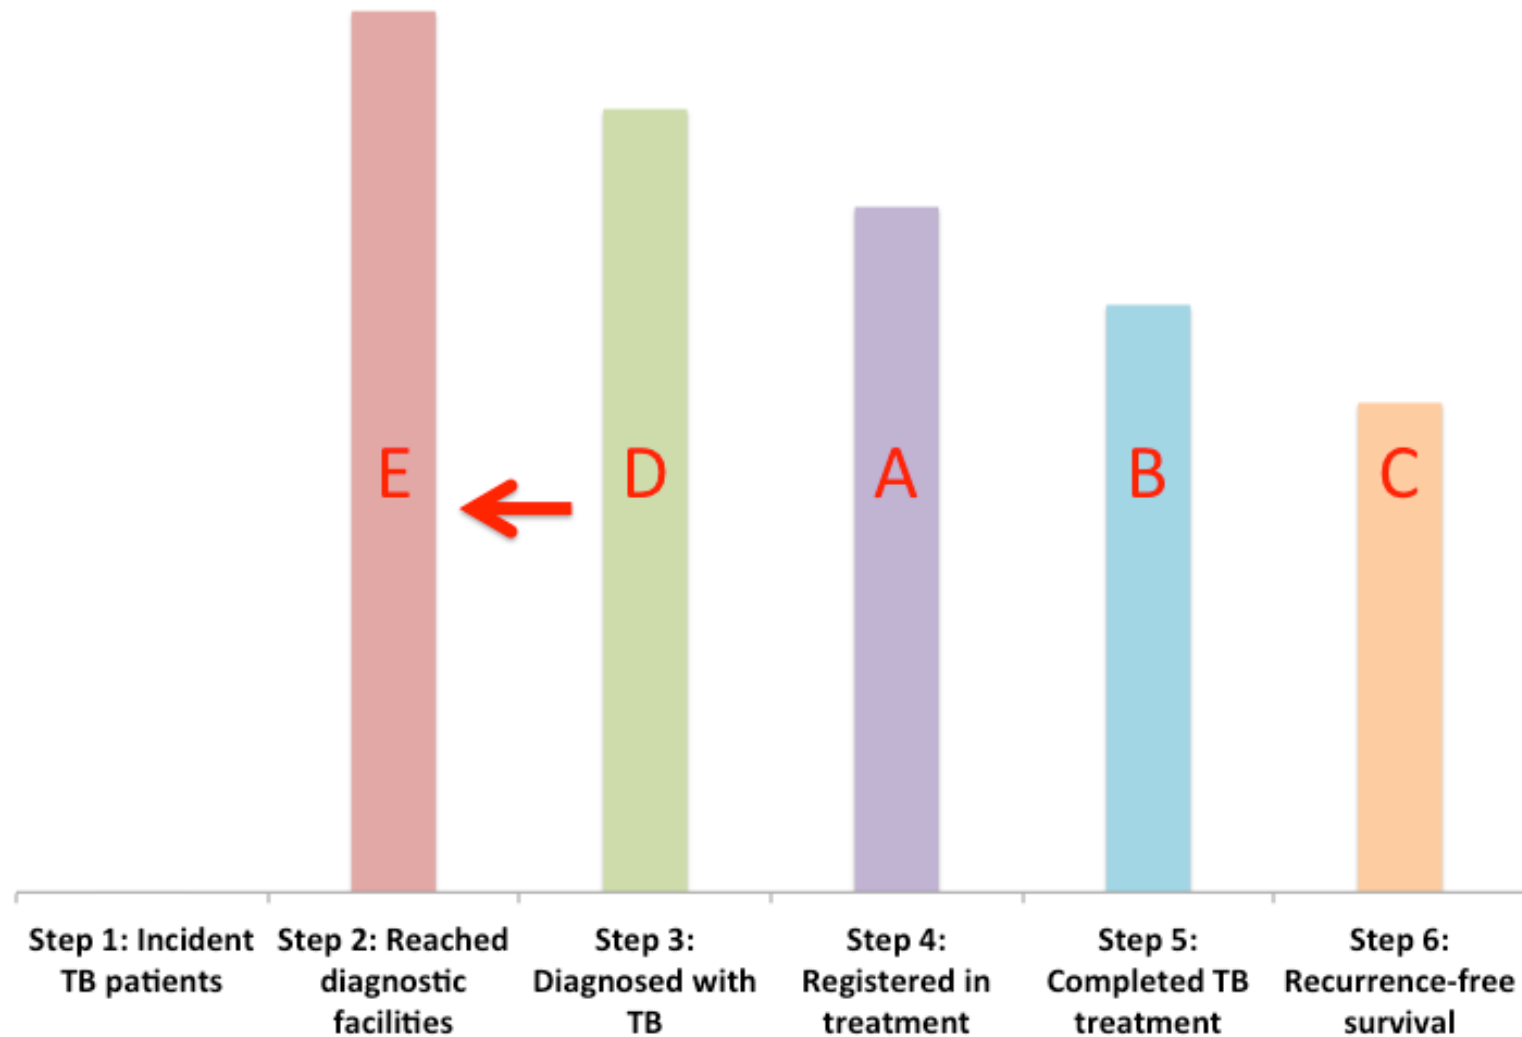 E
D
A
B
C
Step 1: Incident
TB patients
Step 2: Reached
diagnostic
facilities
Step 3:
Diagnosed with
TB
Step 4:
Registered in
treatment
Step 5:
Completed TB
treatment
Step 6:
Recurrence-free
survival